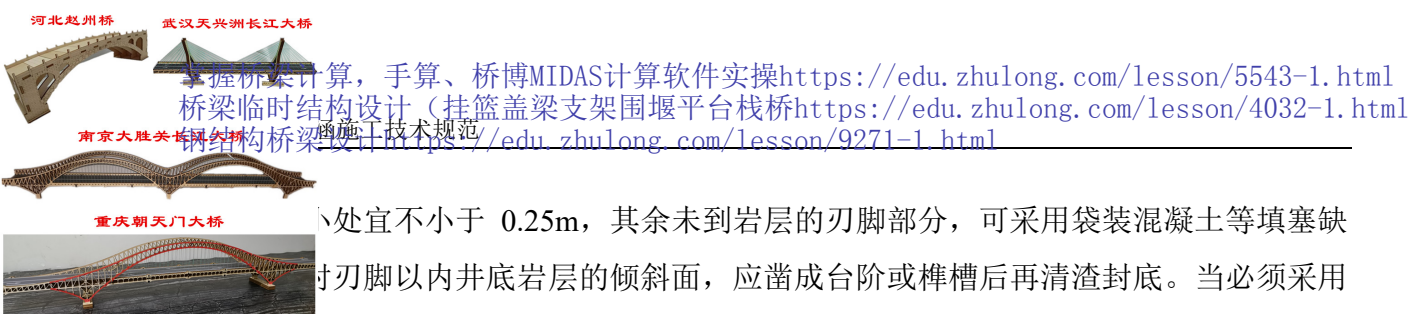 河北赵州桥
武汉天兴洲长江大桥
掌握桥梁计算，手算、桥博MIDAS计算软件实操https://edu.zhulong.com/lesson/5543-1.html
桥梁临时结构设计（挂篮盖梁支架围堰平台栈桥https://edu.zhulong.com/lesson/4032-1.html
南京大胜关长江大桥
涵施工技术规范
钢结构桥梁设计https://edu.zhulong.com/lesson/9271-1.html
重庆朝天门大桥
小处宜不小于 0.25m，其余未到岩层的刃脚部分，可采用袋装混凝土等填塞缺
刃脚以内井底岩层的倾斜面，应凿成台阶或榫槽后再清渣封底。当必须采用